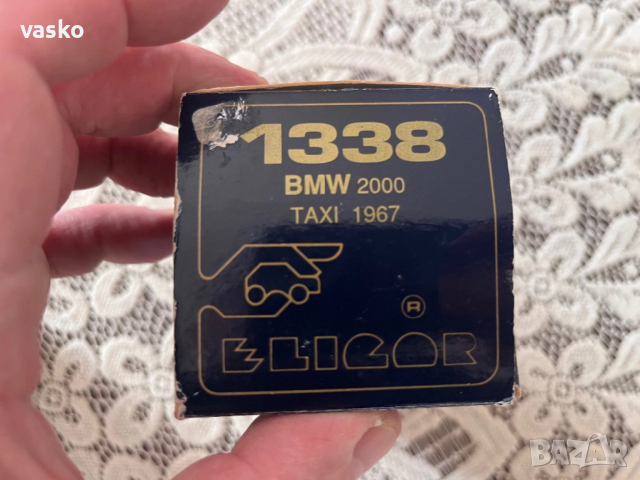 vasko
1338
BMW 2000
TAXI 1967
®
ELIGOR
BAZAR